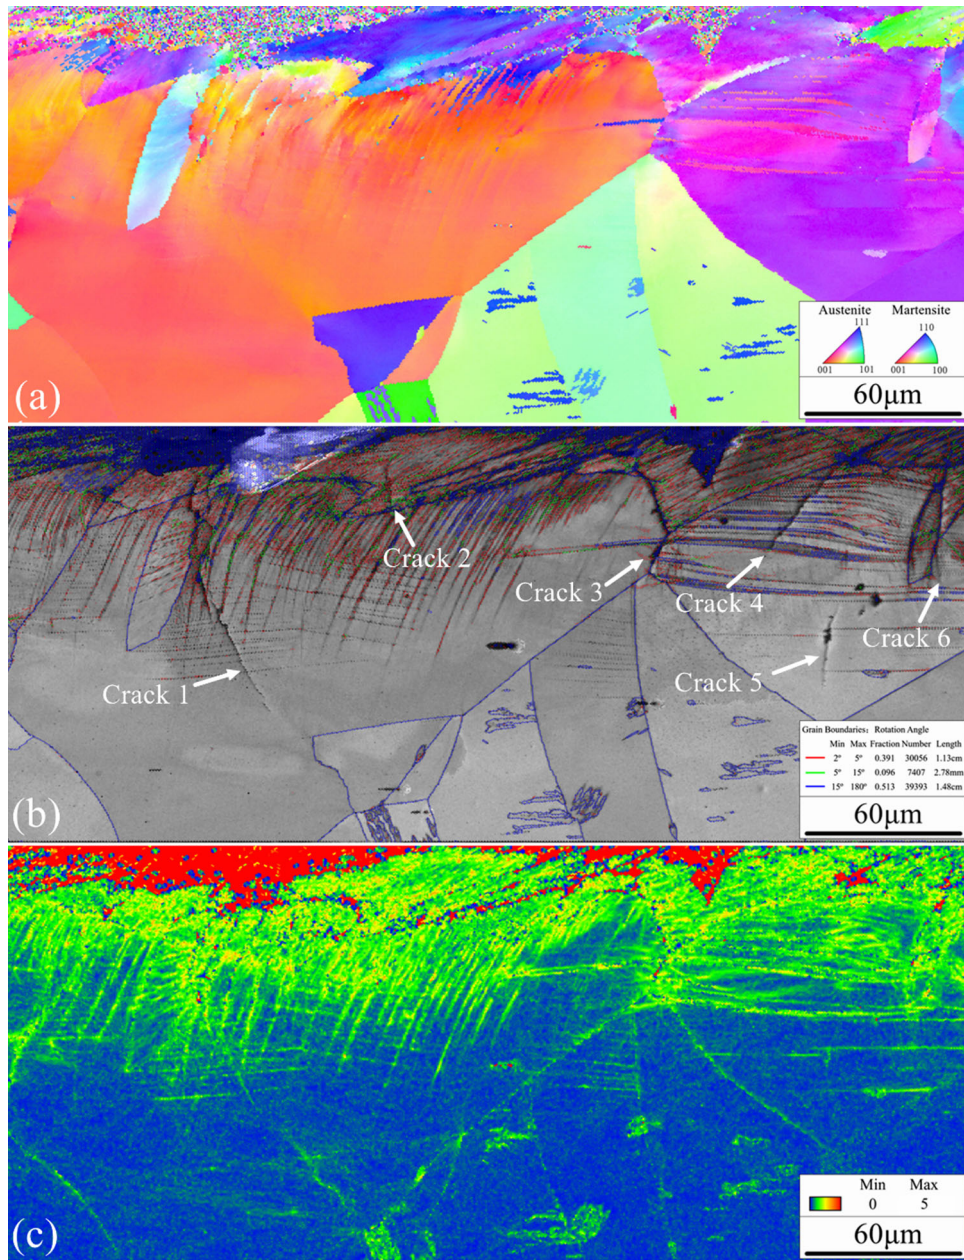 Austenite Martensite
111 110
001 101 001 100
(a)
60μm
Crack 2
Crack 3
Crack 4
Crack 6
Crack 1
Crack 5
Grain Boundaries: Rotation Angle
Min Max Fraction Number Length
2° 5° 0.391 30056 1.13cm
5° 15° 0.096 7407 2.78mm
15° 180° 0.513 39393 1.48cm
(b)
60μm
Min Max
0 5
(c)
60μm